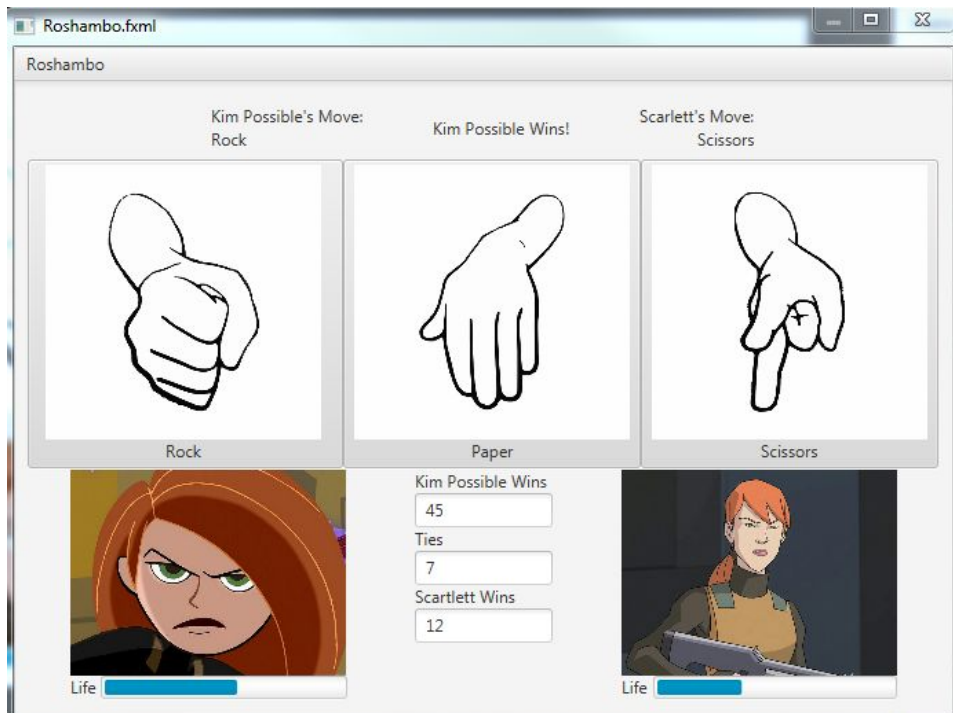 Roshambo.fxml
Roshambo
Kim Possible's Move:
Rock
Kim Possible Wins!
Scarlett's Move:
Scissors
Rock
Paper
Scissors
Kim Possible Wins
45
Ties
7
Scartlett Wins
12
Life
Life